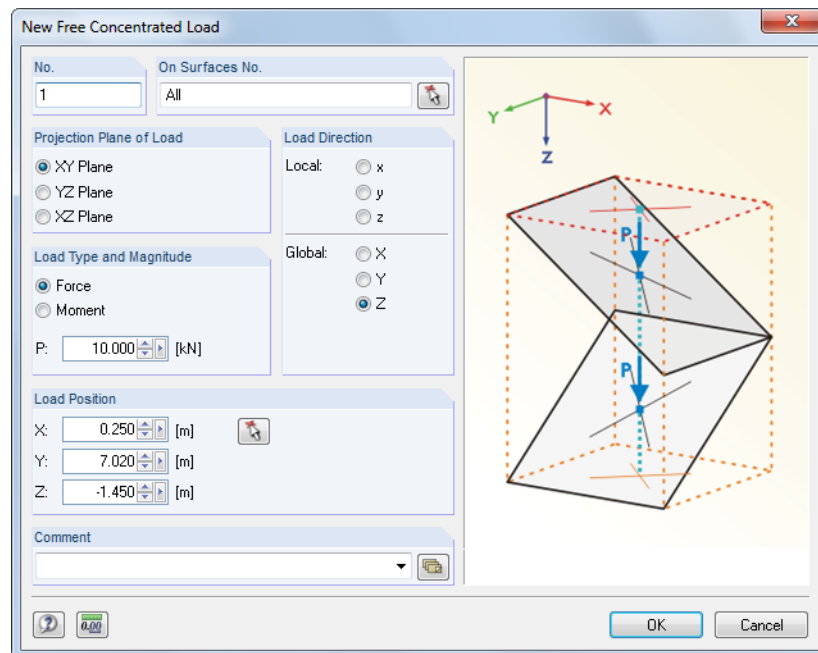 New Free Concentrated Load
No.
1
On Surfaces No.
All
Projection Plane of Load
XY Plane
YZ Plane
XZ Plane
Load Direction
Local:
x
y
z
Global:
X
Y
Z
Load Type and Magnitude
Force
Moment
P: 10.000 [kN]
Load Position
X: 0.250 [m]
Y: 7.020 [m]
Z: -1.450 [m]
Comment
Y
X
Z
P
P
0.00
OK
Cancel